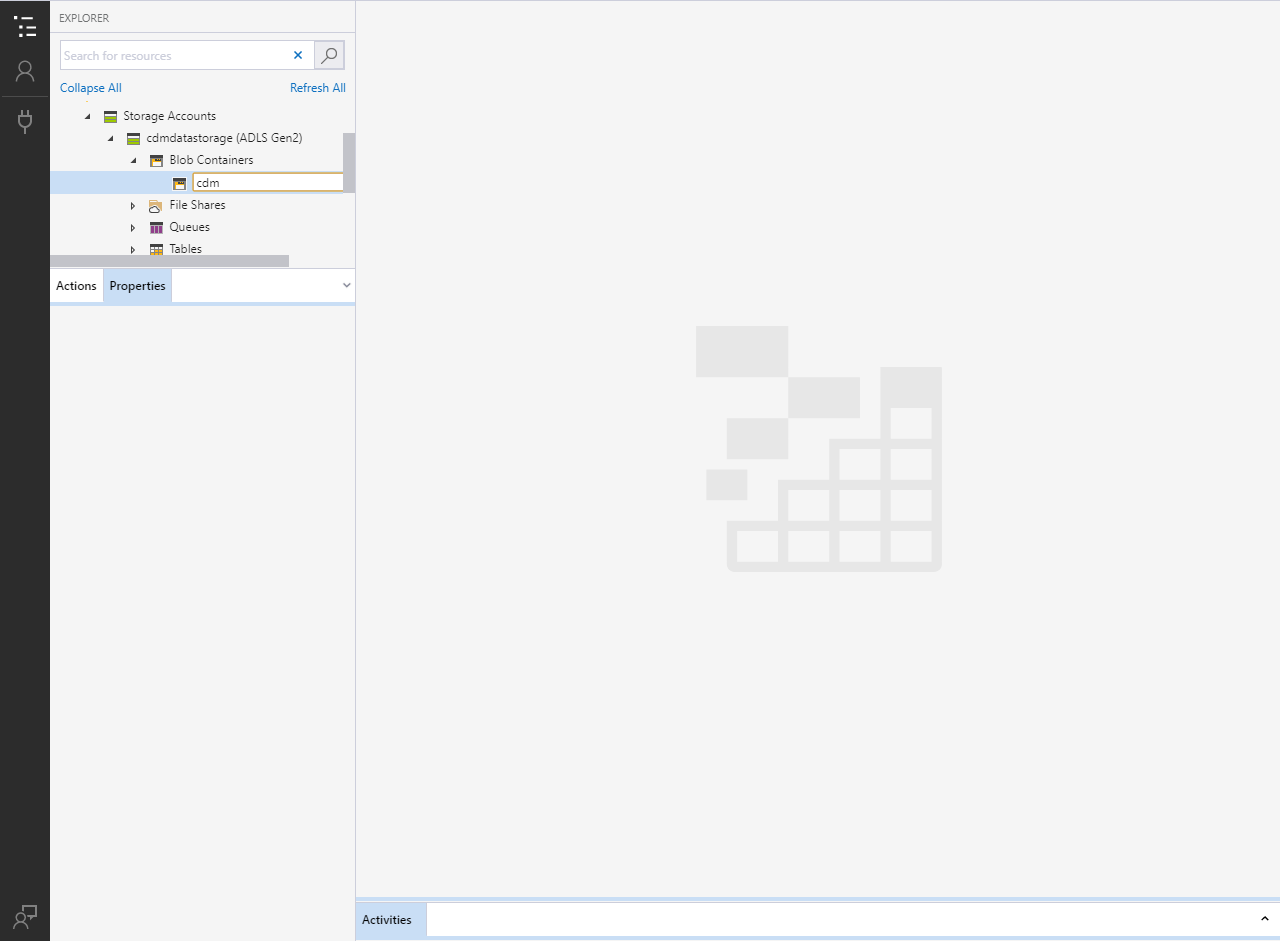 EXPLORER
Search for resources
Collapse All Refresh All
Storage Accounts
cdmdatastorage (ADLS Gen2)
Blob Containers
cdm
File Shares
Queues
Tables
Actions Properties
Activities